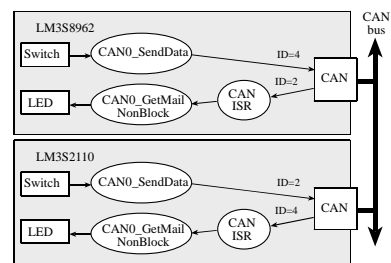 LM3S8962
CAN
bus
Switch
CAN0_SendData
ID=4
ID=2
CAN
LED
CAN0_GetMail
NonBlock
CAN
ISR
LM3S2110
Switch
CAN0_SendData
ID=2
ID=4
CAN
LED
CAN0_GetMail
NonBlock
CAN
ISR